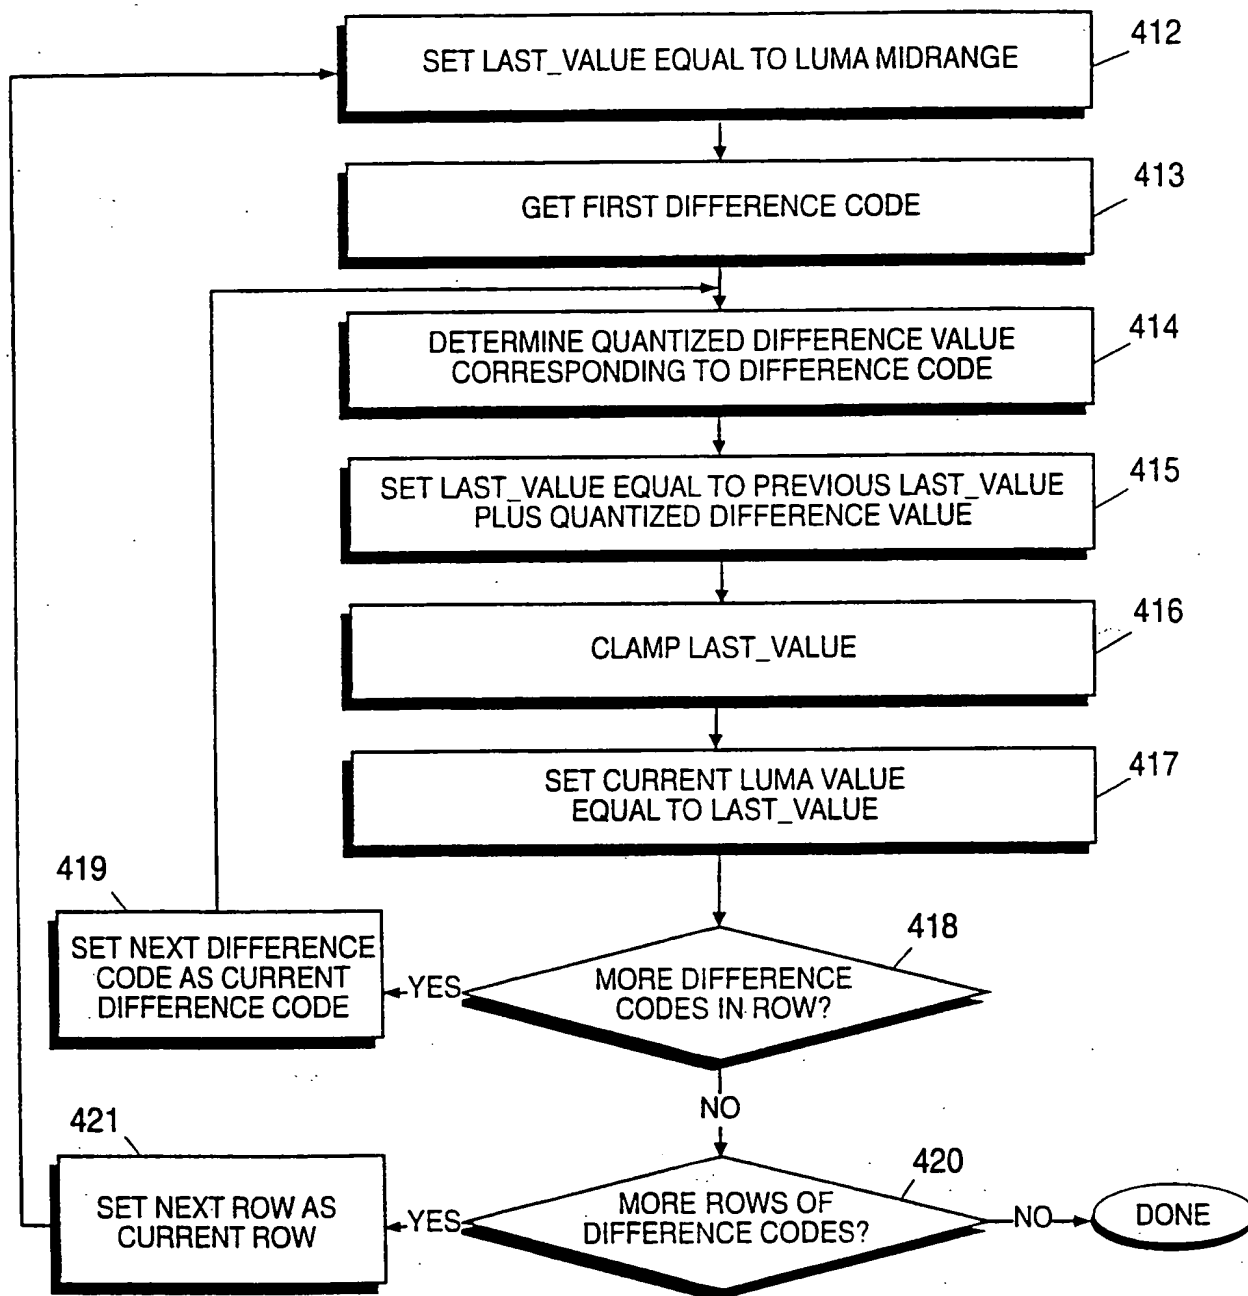 412
SET LAST_VALUE EQUAL TO LUMA MIDRANGE
413
GET FIRST DIFFERENCE CODE
414
DETERMINE QUANTIZED DIFFERENCE VALUE
CORRESPONDING TO DIFFERENCE CODE
415
SET LAST_VALUE EQUAL TO PREVIOUS LAST_VALUE
PLUS QUANTIZED DIFFERENCE VALUE
416
CLAMP LAST_VALUE
417
SET CURRENT LUMA VALUE
EQUAL TO LAST_VALUE
418
MORE DIFFERENCE
CODES IN ROW?
YES
419
SET NEXT DIFFERENCE
CODE AS CURRENT
DIFFERENCE CODE
NO
420
MORE ROWS OF
DIFFERENCE CODES?
YES
421
SET NEXT ROW AS
CURRENT ROW
NO
DONE